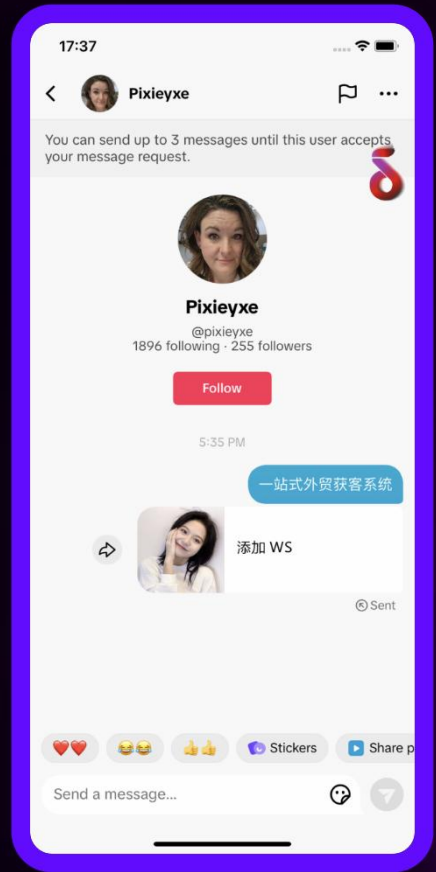 17:37
Pixieyxe
You can send up to 3 messages until this user accepts
your message request.
Pixieyxe
@pixieyxe
1896 following · 255 followers
Follow
5:35 PM
一站式外贸获客系统
添加 WS
Sent
Stickers
Share p
Send a message...